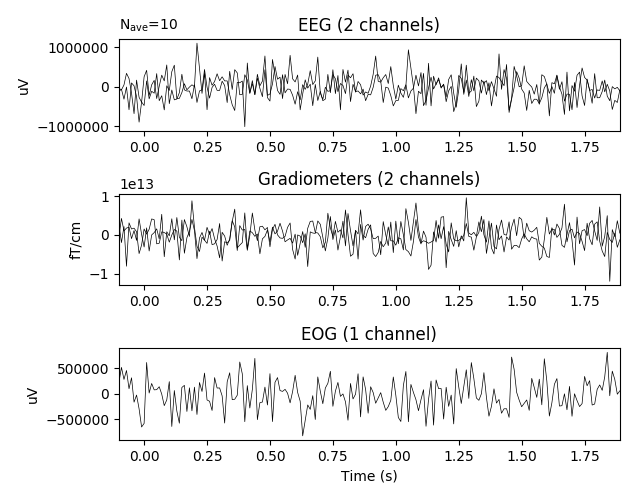 N_ave=10
EEG (2 channels)
1000000
0
−1000000
uV
0.00 0.25 0.50 0.75 1.00 1.25 1.50 1.75
1e13
Gradiometers (2 channels)
1
0
−1
fT/cm
0.00 0.25 0.50 0.75 1.00 1.25 1.50 1.75
EOG (1 channel)
500000
0
−500000
uV
0.00 0.25 0.50 0.75 1.00 1.25 1.50 1.75
Time (s)